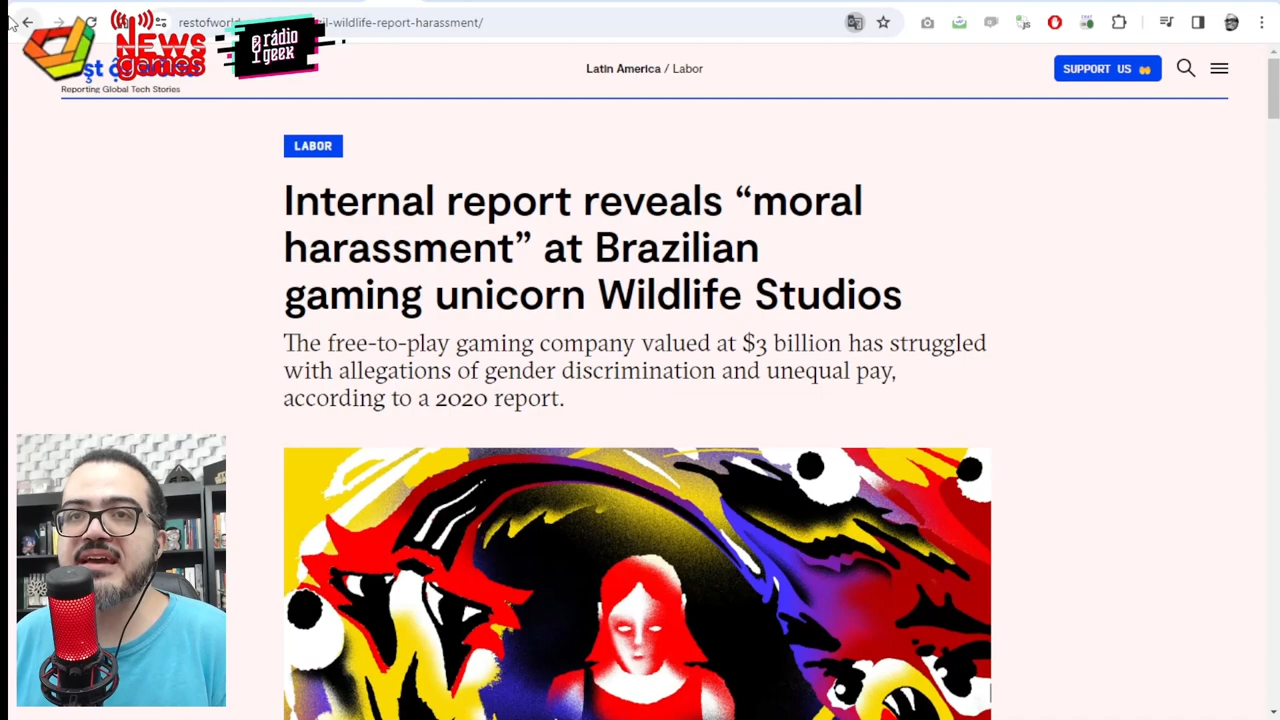 restofworld
il-wildlife-report-harassment/
NEWS
games
rádio
geek
Reporting Global Tech Stories
Latin America / Labor
SUPPORT US
LABOR
Internal report reveals “moral
harassment” at Brazilian
gaming unicorn Wildlife Studios
The free-to-play gaming company valued at $3 billion has struggled
with allegations of gender discrimination and unequal pay,
according to a 2020 report.